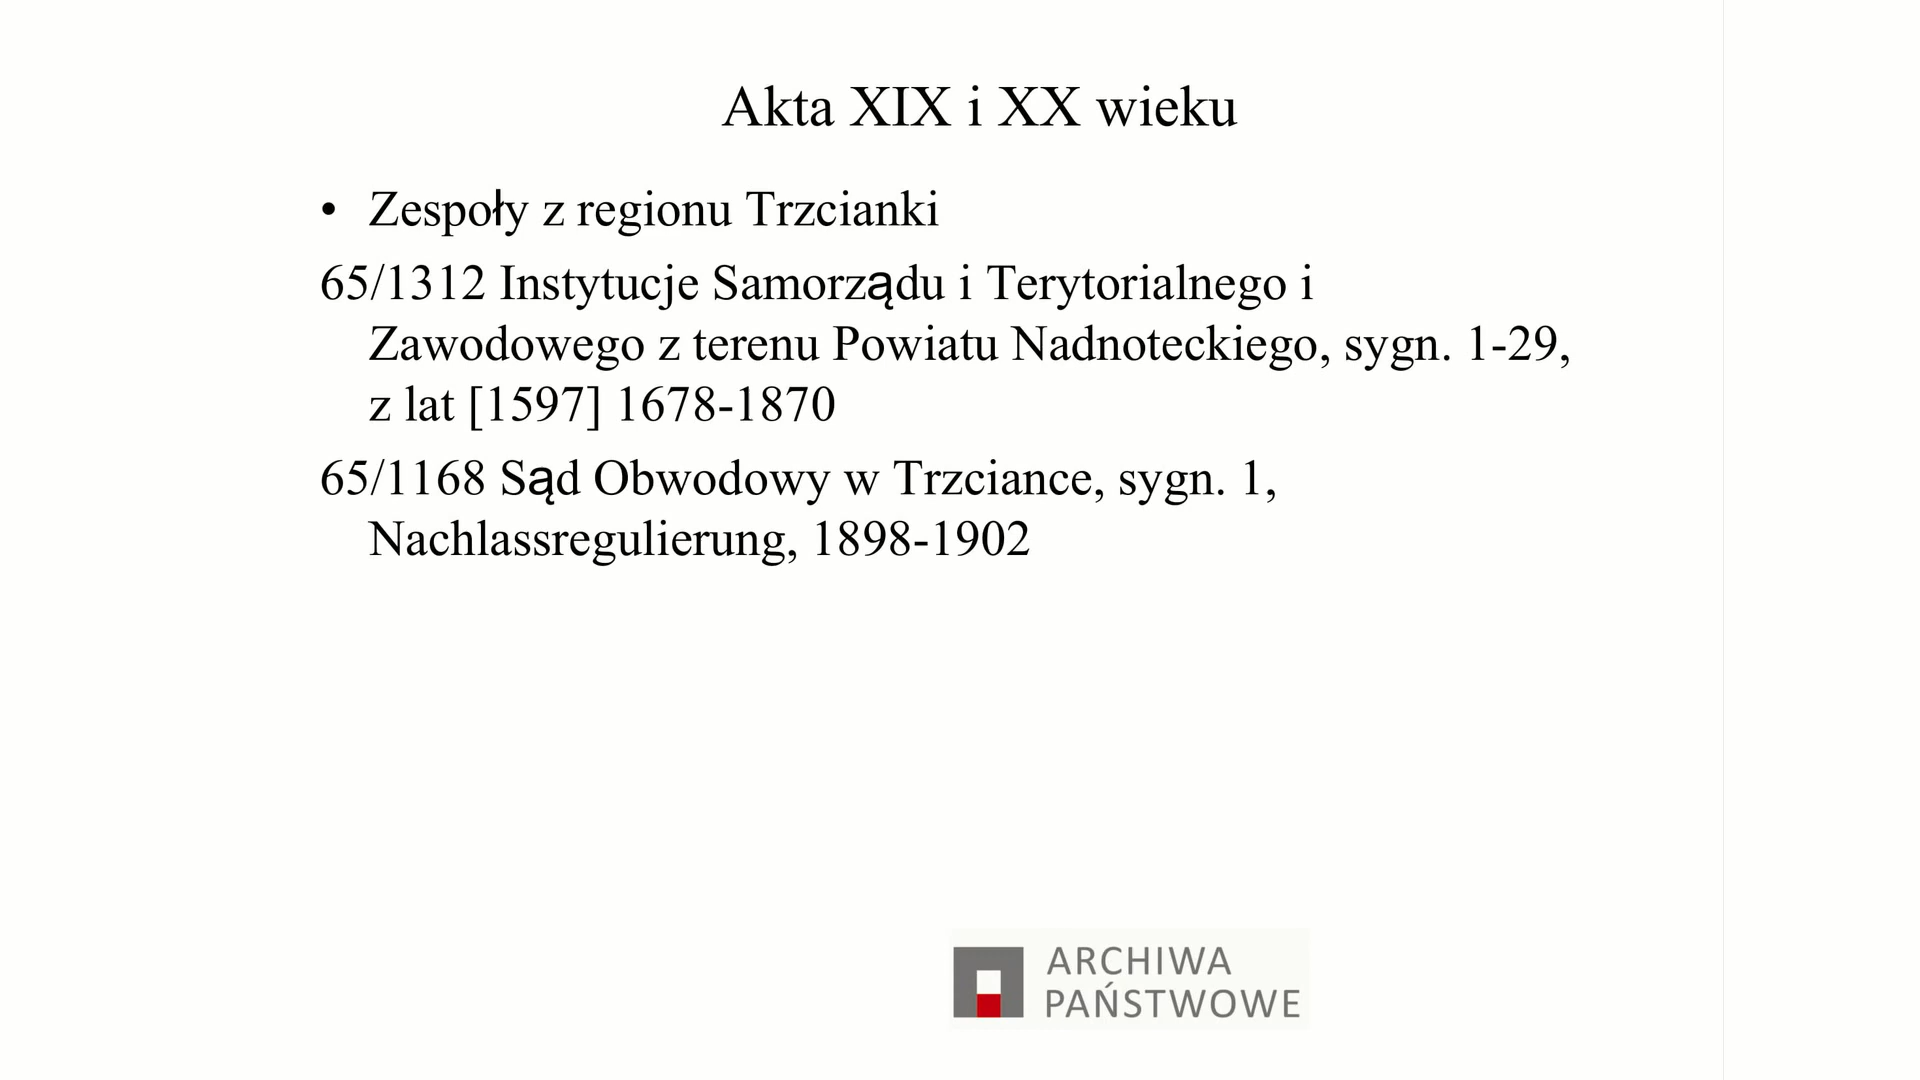 Akta XIX i XX wieku
• Zespoły z regionu Trzcianki
65/1312 Instytucje Samorządu i Terytorialnego i
Zawodowego z terenu Powiatu Nadnoteckiego, sygn. 1-29,
z lat [1597] 1678-1870
65/1168 Sąd Obwodowy w Trzciance, sygn. 1,
Nachlassregulierung, 1898-1902
ARCHIWA
PAŃSTWOWE